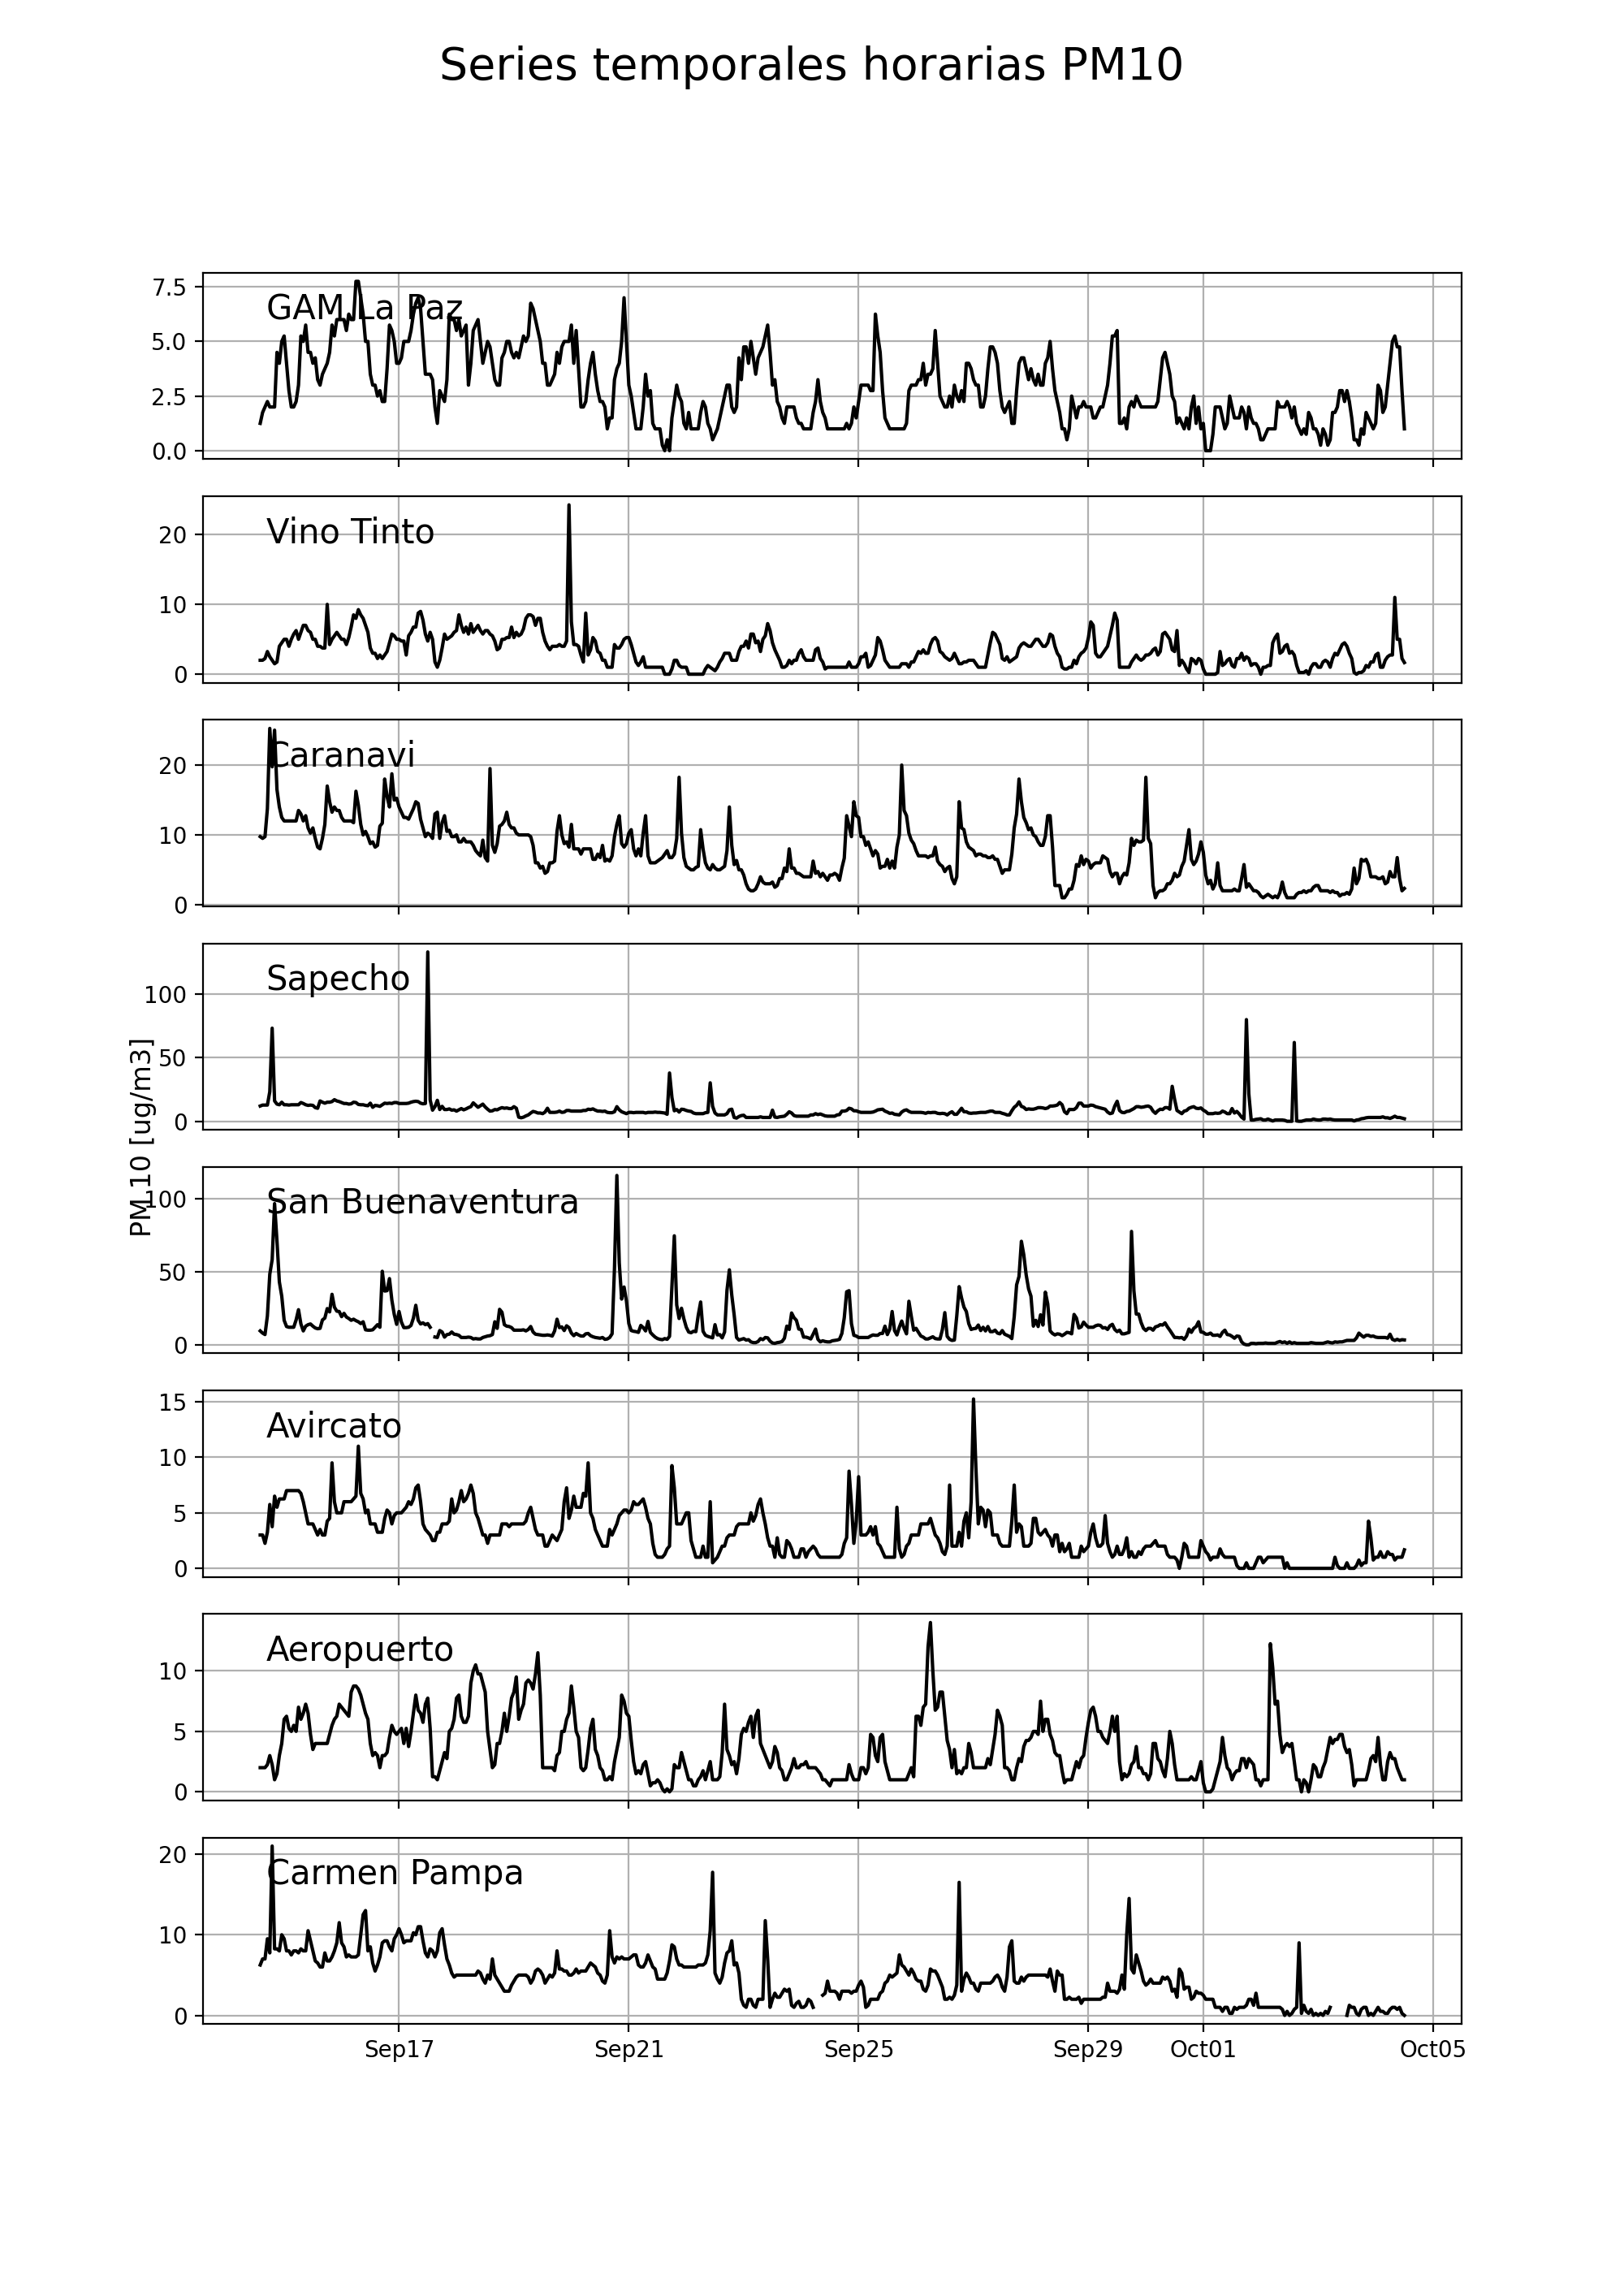 Series temporales horarias PM10
GAM La Paz
7.5
5.0
2.5
0.0
Vino Tinto
20
10
0
Caranavi
20
10
0
PM 10 [ug/m3]
Sapecho
100
50
0
San Buenaventura
100
50
0
Avircato
15
10
5
0
Aeropuerto
10
5
0
Carmen Pampa
20
10
0
Sep17 Sep21 Sep25 Sep29 Oct01 Oct05